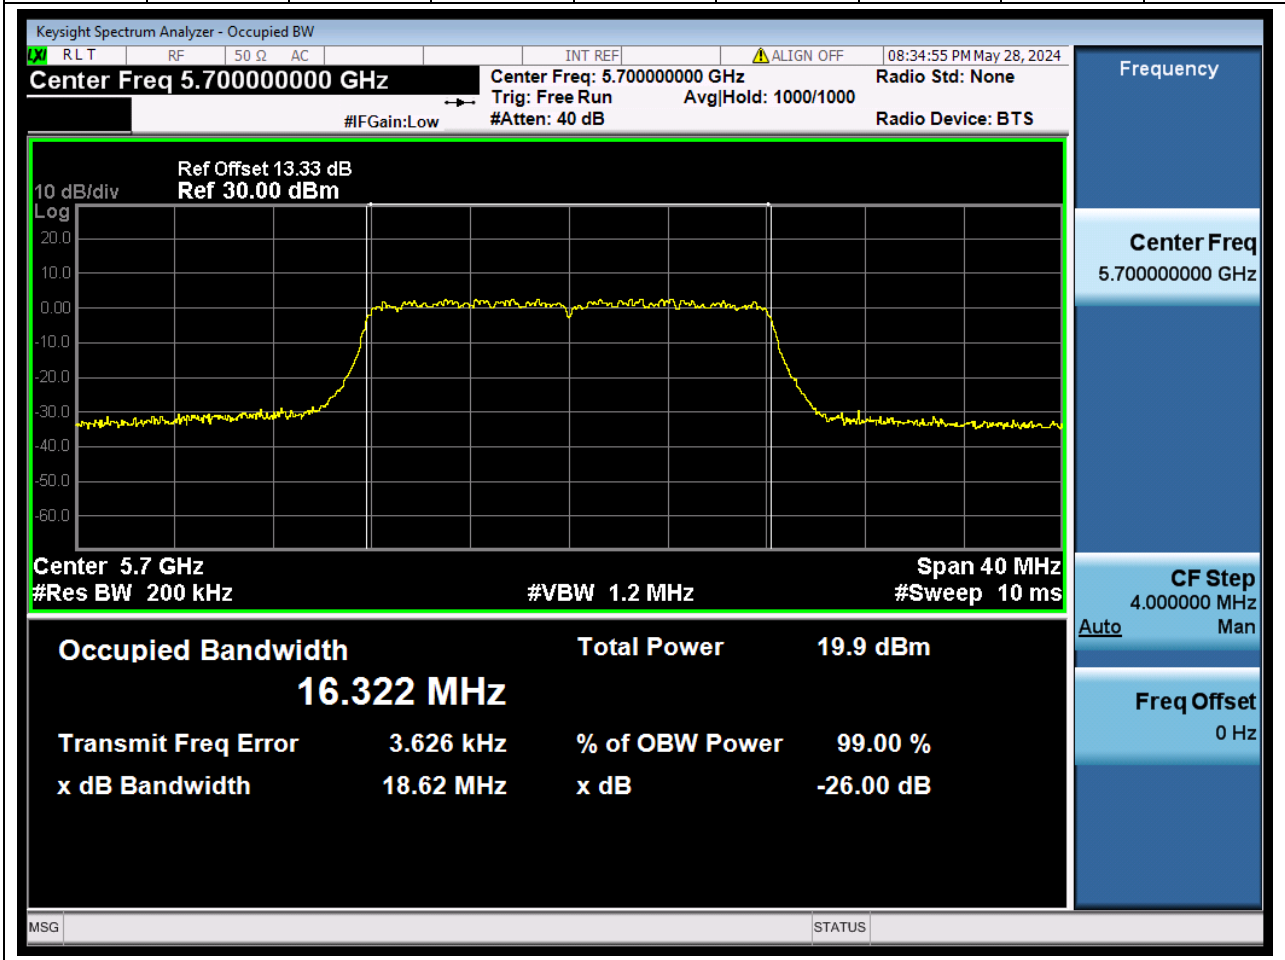 Keysight Spectrum Analyzer - Occupied BW
LXI RLT RF 50 Ω AC INT REF ALIGN OFF 08:34:55 PM May 28, 2024
Center Freq 5.700000000 GHz
Center Freq: 5.700000000 GHz
Radio Std: None
Trig: Free Run Avg|Hold: 1000/1000
#IFGain:Low
#Atten: 40 dB
Radio Device: BTS
Ref Offset 13.33 dB
10 dB/div Ref 30.00 dBm
Log
20.0
10.0
0.00
-10.0
-20.0
-30.0
-40.0
-50.0
-60.0
Center 5.7 GHz Span 40 MHz
#Res BW 200 kHz #VBW 1.2 MHz #Sweep 10 ms
Occupied Bandwidth Total Power 19.9 dBm
16.322 MHz
Transmit Freq Error 3.626 kHz % of OBW Power 99.00 %
x dB Bandwidth 18.62 MHz x dB -26.00 dB
MSG STATUS
Frequency
Center Freq
5.700000000 GHz
CF Step
4.000000 MHz
Auto Man
Freq Offset
0 Hz